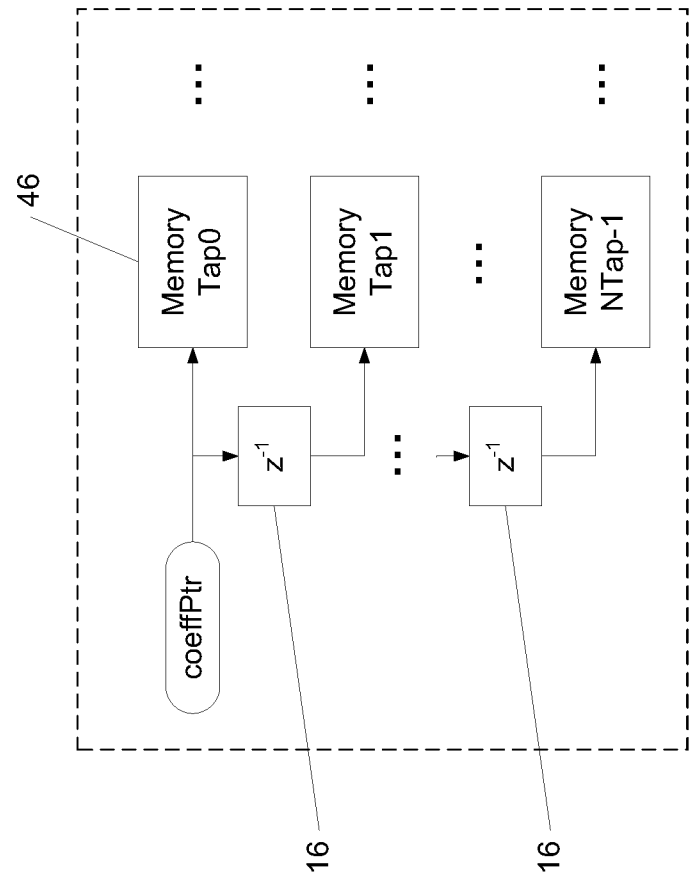 46
Memory
Tap0
...
coeffPtr
z⁻¹
Memory
Tap1
...
16
...
...
z⁻¹
Memory
NTap-1
...
16